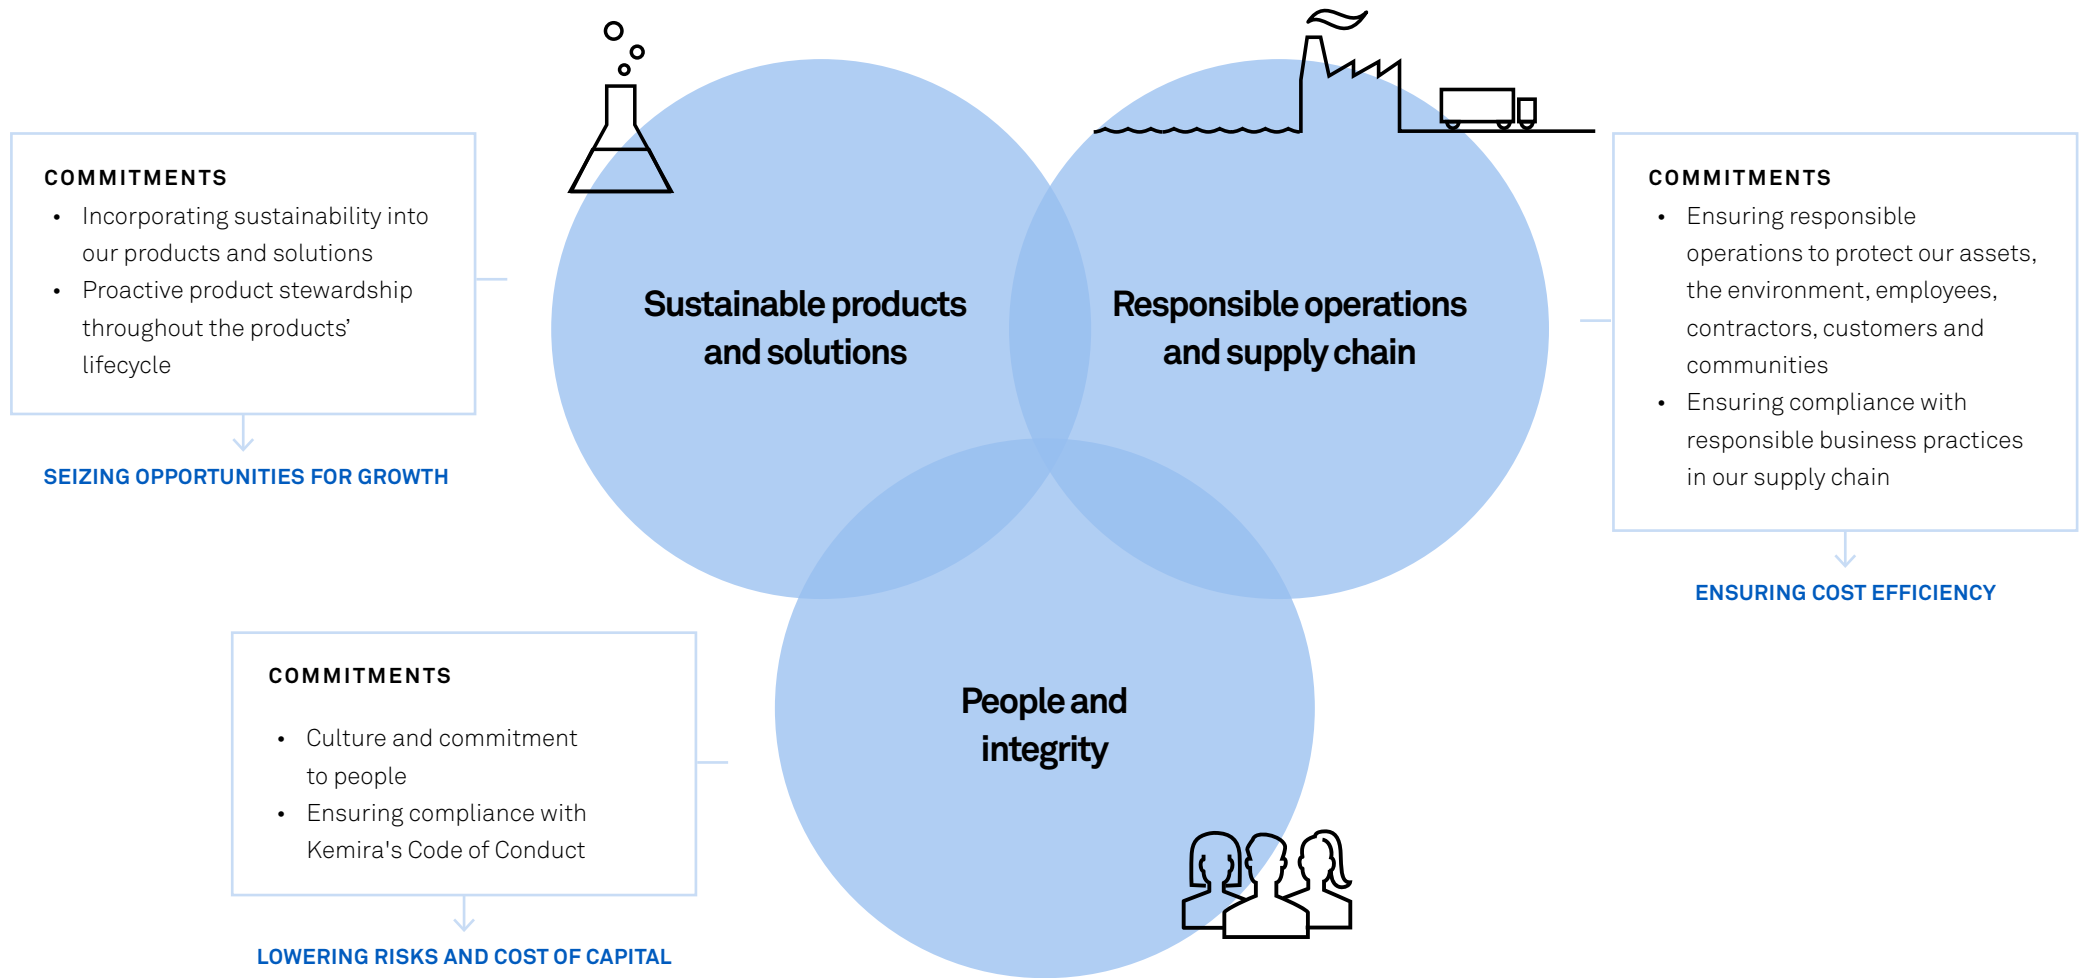 COMMITMENTS
• Incorporating sustainability into
our products and solutions
• Proactive product stewardship
throughout the products’
lifecycle
SEIZING OPPORTUNITIES FOR GROWTH
Sustainable products
and solutions
Responsible operations
and supply chain
COMMITMENTS
• Ensuring responsible
operations to protect our assets,
the environment, employees,
contractors, customers and
communities
• Ensuring compliance with
responsible business practices
in our supply chain
ENSURING COST EFFICIENCY
COMMITMENTS
• Culture and commitment
to people
• Ensuring compliance with
Kemira's Code of Conduct
LOWERING RISKS AND COST OF CAPITAL
People and
integrity